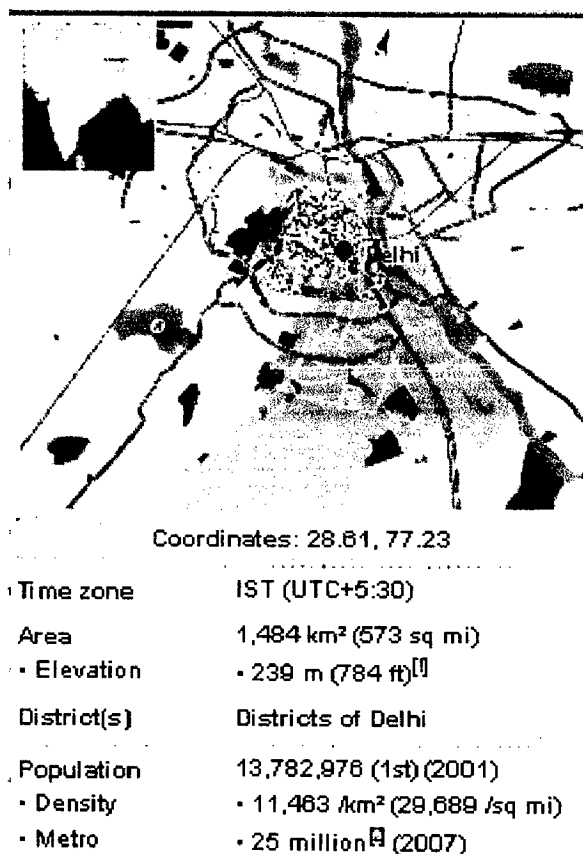 Delhi
Coordinates: 28.61, 77.23
Time zone IST (UTC+5:30)
Area 1,484 km² (573 sq mi)
• Elevation • 239 m (784 ft)[1]
District(s) Districts of Delhi
Population 13,782,976 (1st) (2001)
• Density • 11,463 /km² (29,689 /sq mi)
• Metro • 25 million (2007)